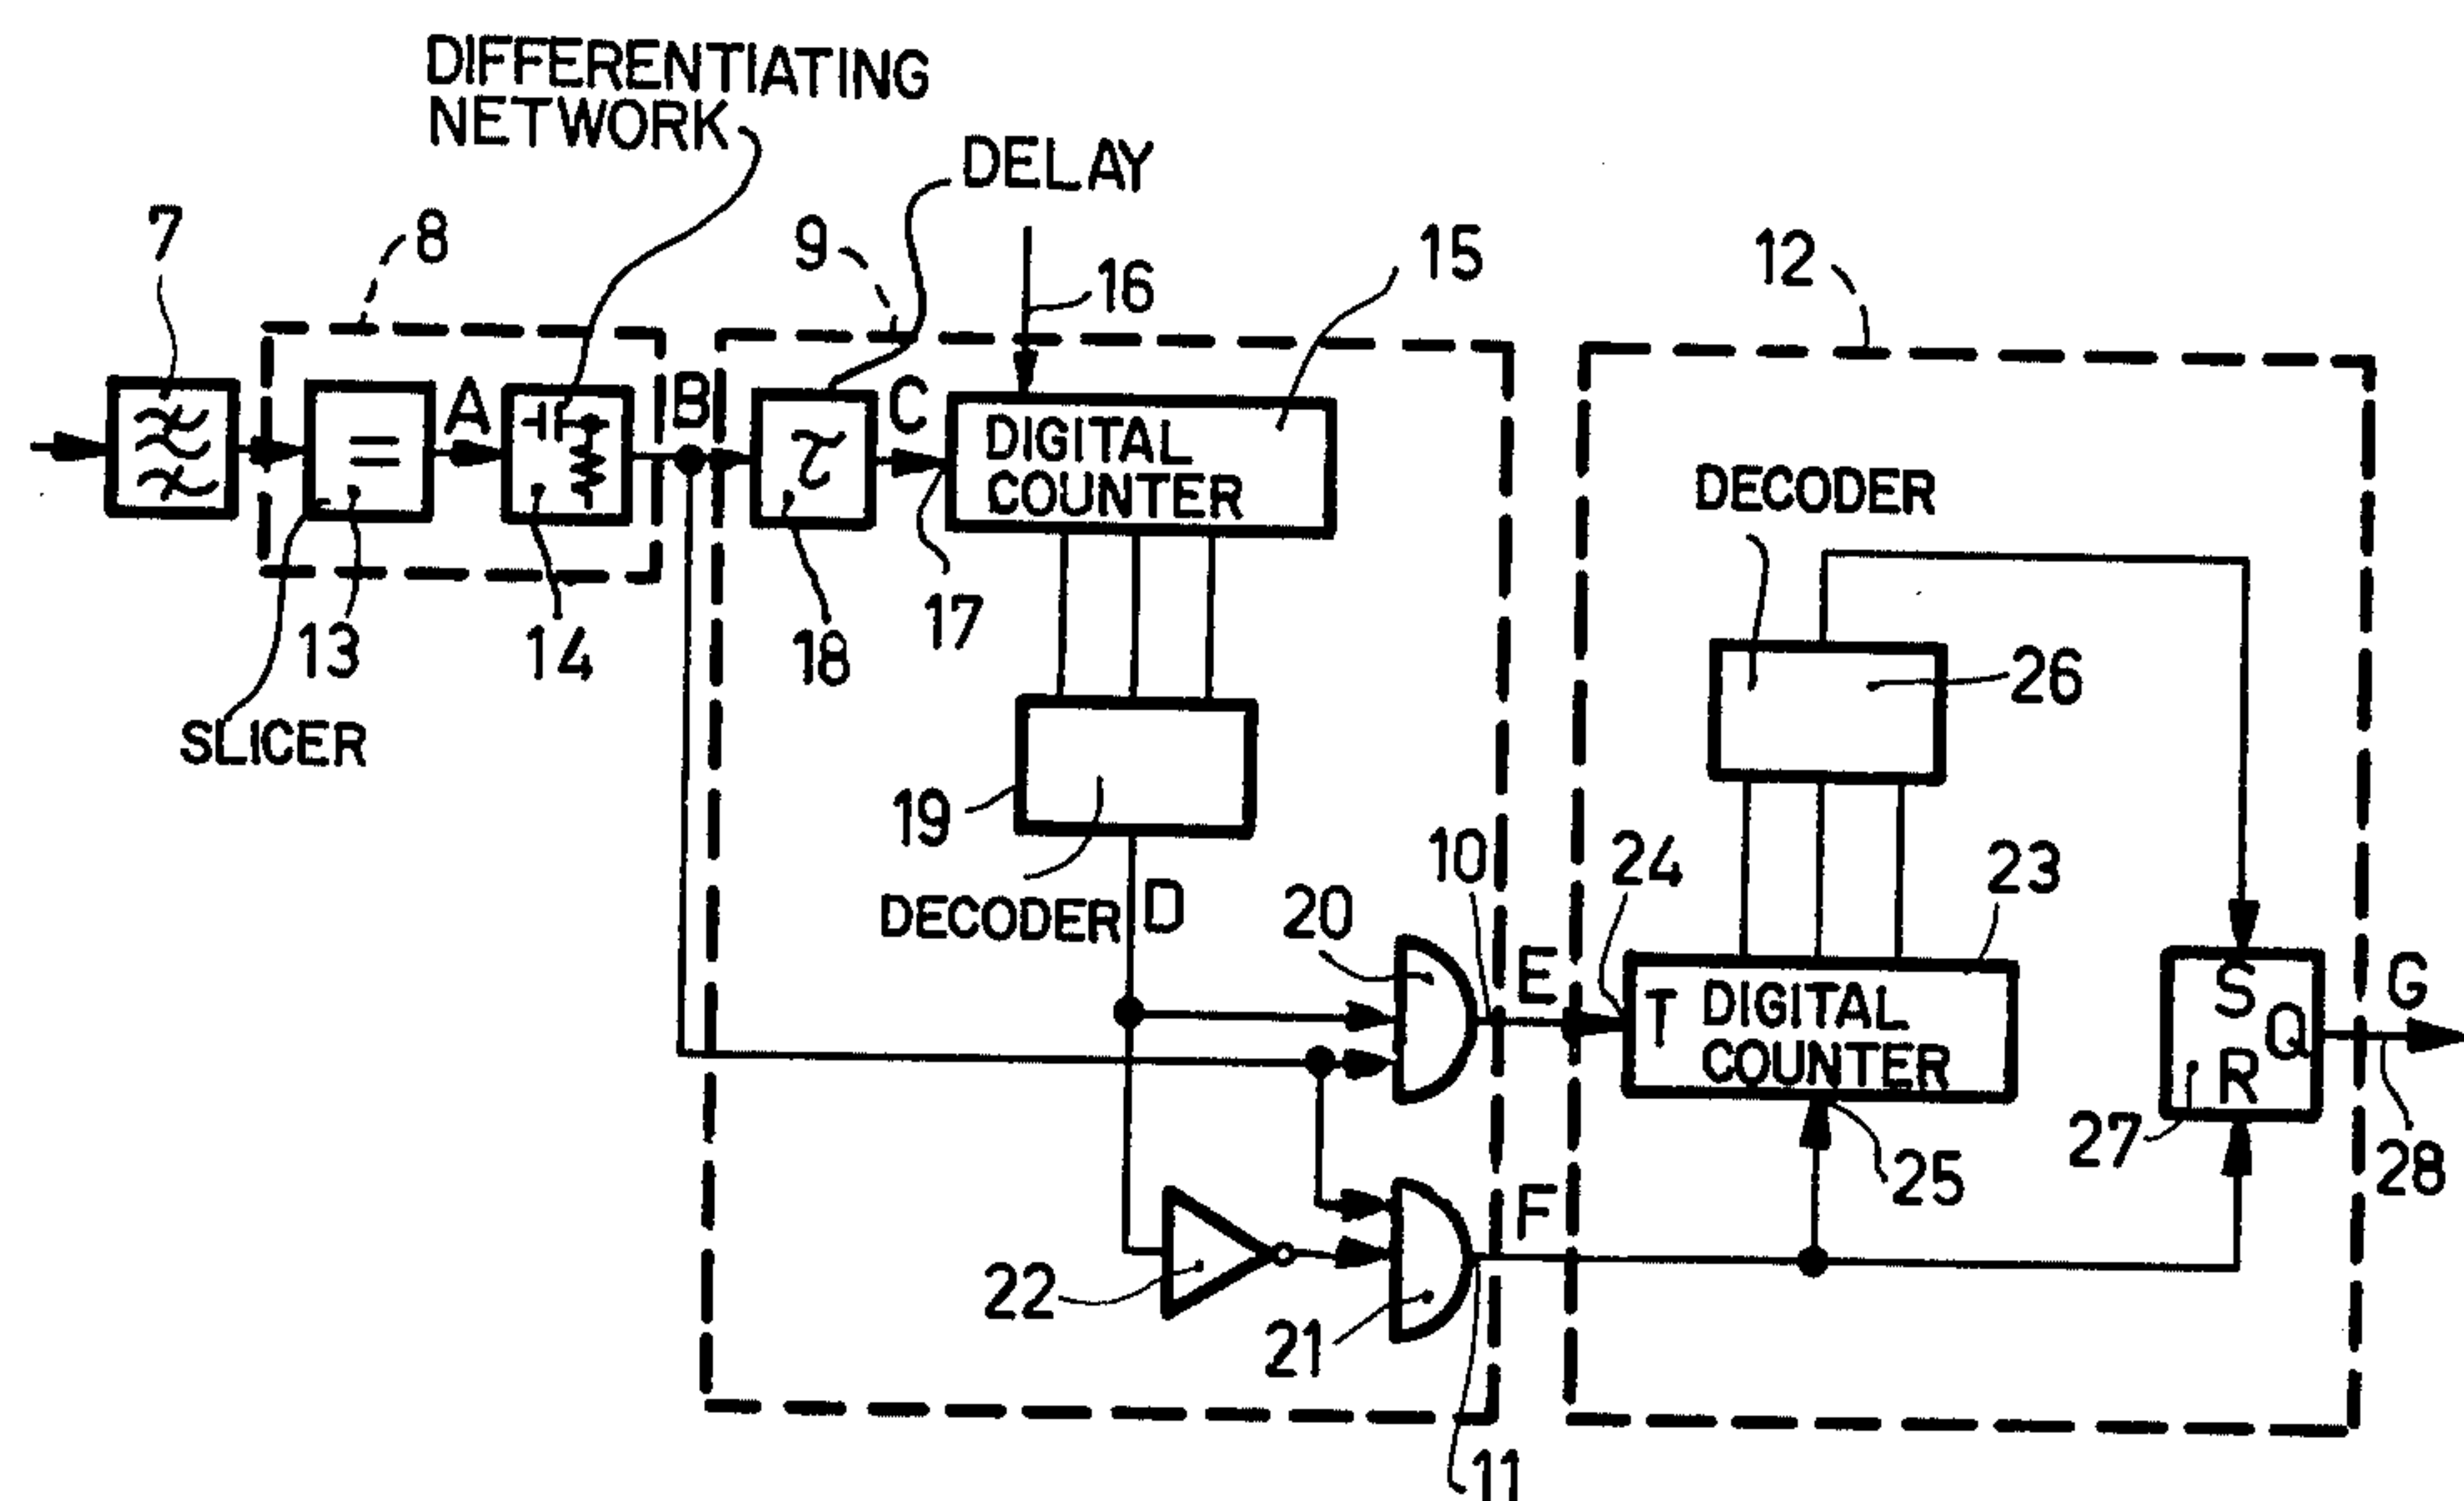 DIFFERENTIATING
NETWORK
DELAY
7
8
9
16
15
12
A
B
C
τ
=
DIGITAL
COUNTER
DECODER
17
13
14
18
SLICER
26
19
DECODER
D
20
10
24
23
E
T
DIGITAL
COUNTER
S
Q
R
G
27
28
25
F
22
21
11